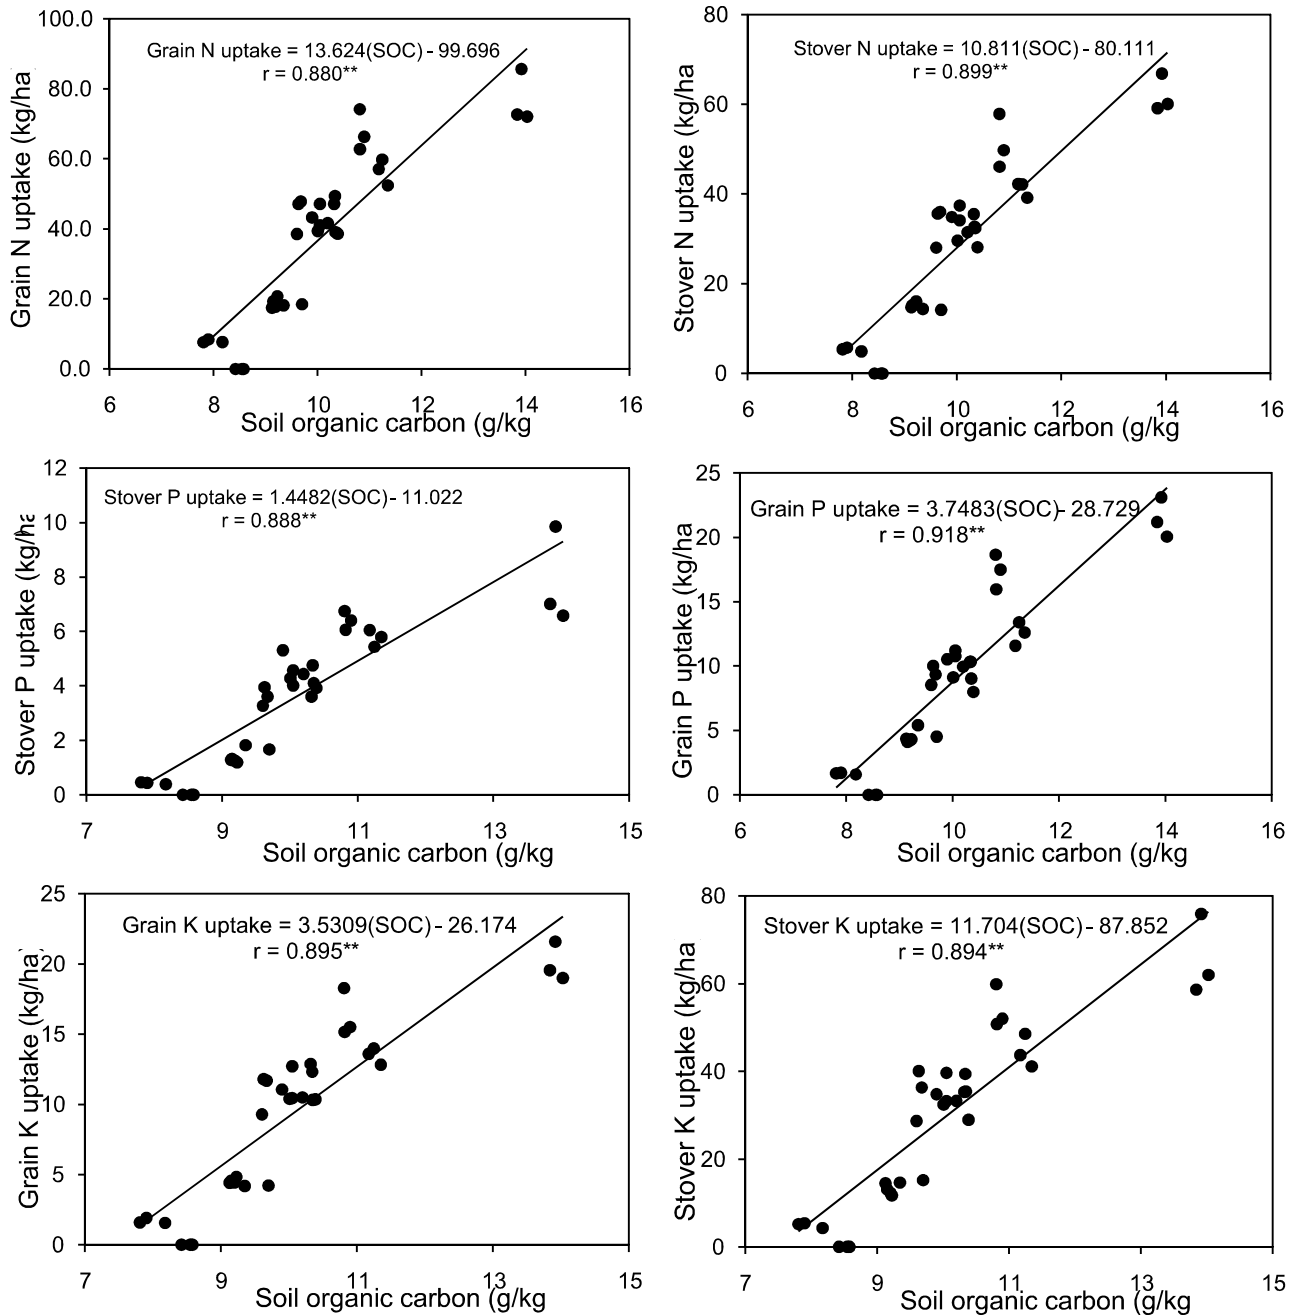 Grain N uptake = 13.624(SOC) - 99.696
r = 0.880**
Grain N uptake (kg/ha)
100.0
80.0
60.0
40.0
20.0
0.0
6 8 10 12 14 16
Soil organic carbon (g/kg
Stover N uptake = 10.811(SOC) - 80.111
r = 0.899**
Stover N uptake (kg/ha
80
60
40
20
0
6 8 10 12 14 16
Soil organic carbon (g/kg
Stover P uptake = 1.4482(SOC) - 11.022
r = 0.888**
Stover P uptake (kg/ha
12
10
8
6
4
2
0
7 9 11 13 15
Soil organic carbon (g/kg
Grain P uptake = 3.7483(SOC) - 28.729
r = 0.918**
Grain P uptake (kg/ha
25
20
15
10
5
0
6 8 10 12 14 16
Soil organic carbon (g/kg
Grain K uptake = 3.5309(SOC) - 26.174
r = 0.895**
Grain K uptake (kg/ha)
25
20
15
10
5
0
7 9 11 13 15
Soil organic carbon (g/kg
Stover K uptake = 11.704(SOC) - 87.852
r = 0.894**
Stover K uptake (kg/ha
80
60
40
20
0
7 9 11 13 15
Soil organic carbon (g/kg